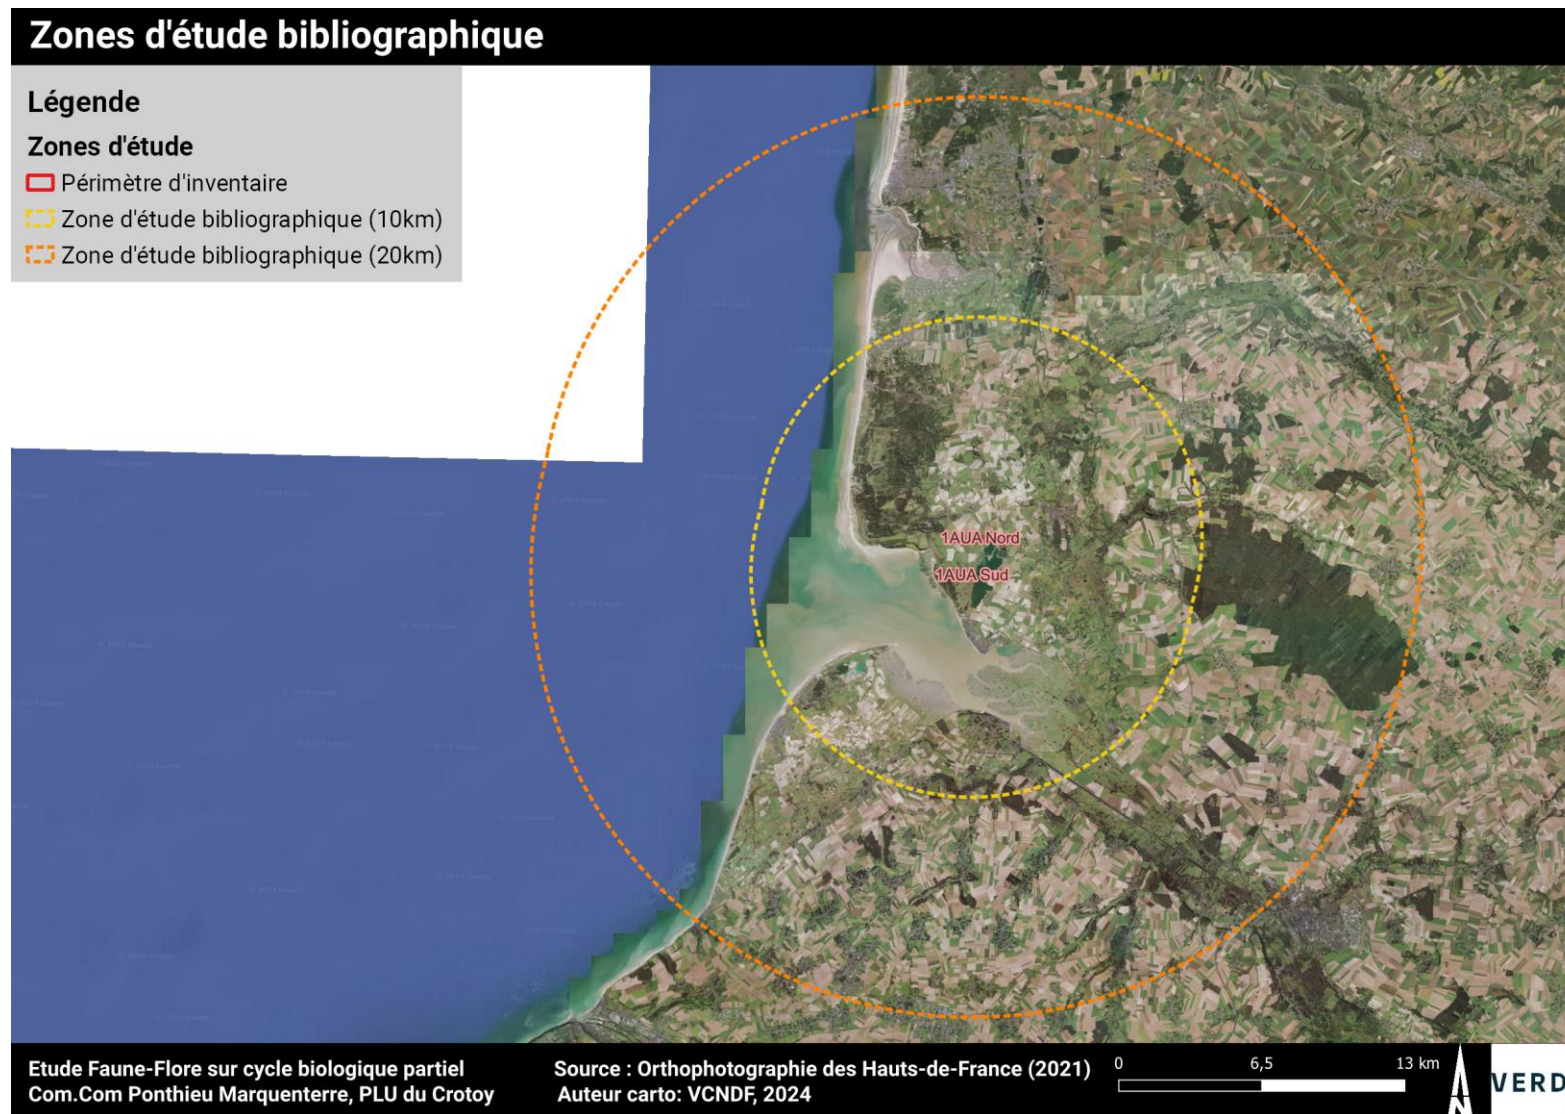 Zones d'étude bibliographique
Légende
Zones d'étude
Périmètre d'inventaire
Zone d'étude bibliographique (10km)
Zone d'étude bibliographique (20km)
1AUA Nord
1AUA Sud
Etude Faune-Flore sur cycle biologique partiel
Com.Com Ponthieu Marquenterre, PLU du Crotoy
Source : Orthophotographie des Hauts-de-France (2021)
Auteur carto: VCNDF, 2024
0 6,5 13 km
N
VERD